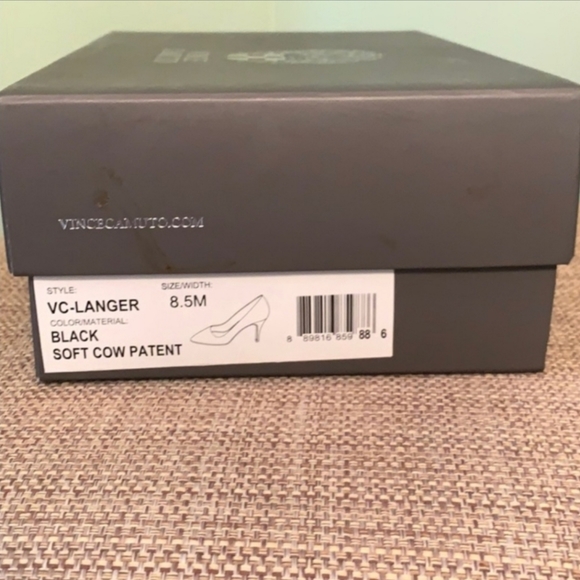 VINCECAMUTO.COM
STYLE: SIZE/WIDTH:
VC-LANGER 8.5M
COLOR/MATERIAL:
BLACK
SOFT COW PATENT
8 89816 859 88 6